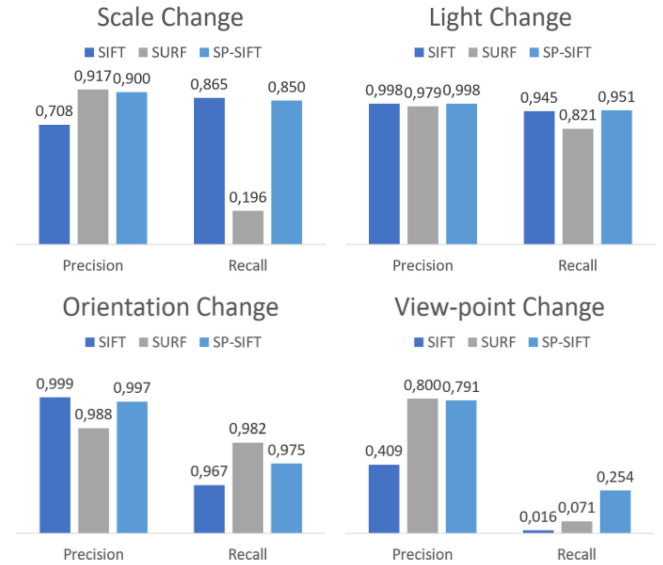 Scale Change
SIFT SURF SP-SIFT
0,708 0,917 0,900 0,865 0,196 0,850
Precision Recall
Light Change
SIFT SURF SP-SIFT
0,998 0,979 0,998 0,945 0,821 0,951
Precision Recall
Orientation Change
SIFT SURF SP-SIFT
0,999 0,988 0,997 0,967 0,982 0,975
Precision Recall
View-point Change
SIFT SURF SP-SIFT
0,409 0,800 0,791 0,016 0,071 0,254
Precision Recall